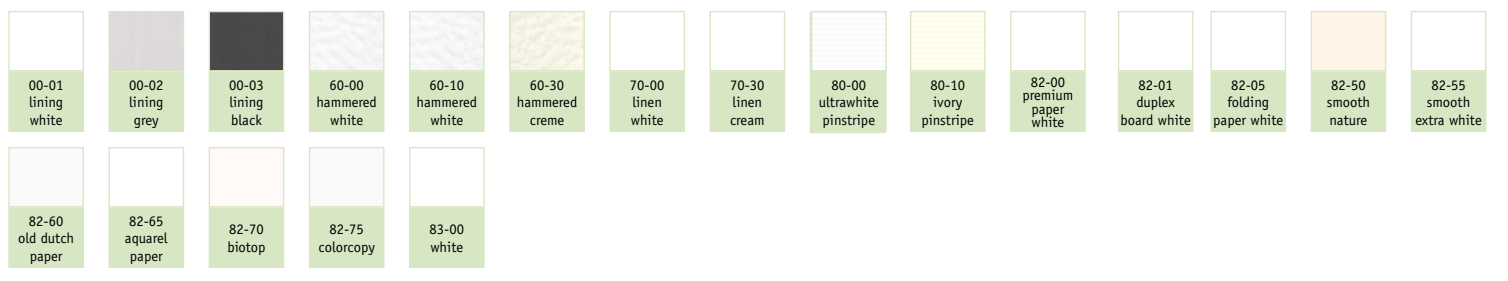 00-01
lining
white
00-02
lining
grey
00-03
lining
black
60-00
hammered
white
60-10
hammered
white
60-30
hammered
creme
70-00
linen
white
70-30
linen
cream
80-00
ultrawhite
pinstripe
80-10
ivory
pinstripe
82-00
premium
paper
white
82-01
duplex
board white
82-05
folding
paper white
82-50
smooth
nature
82-55
smooth
extra white
82-60
old dutch
paper
82-65
aquarel
paper
82-70
biotop
82-75
colorcopy
83-00
white